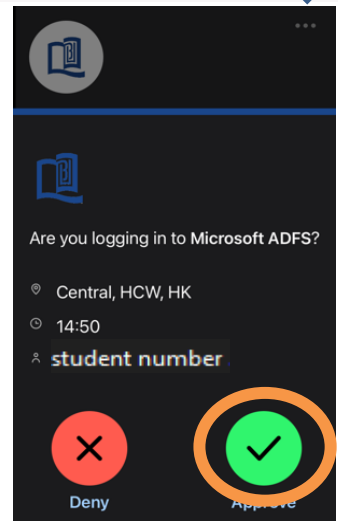 Are you logging in to Microsoft ADFS?
Central, HCW, HK
14:50
student number
Deny
Approve